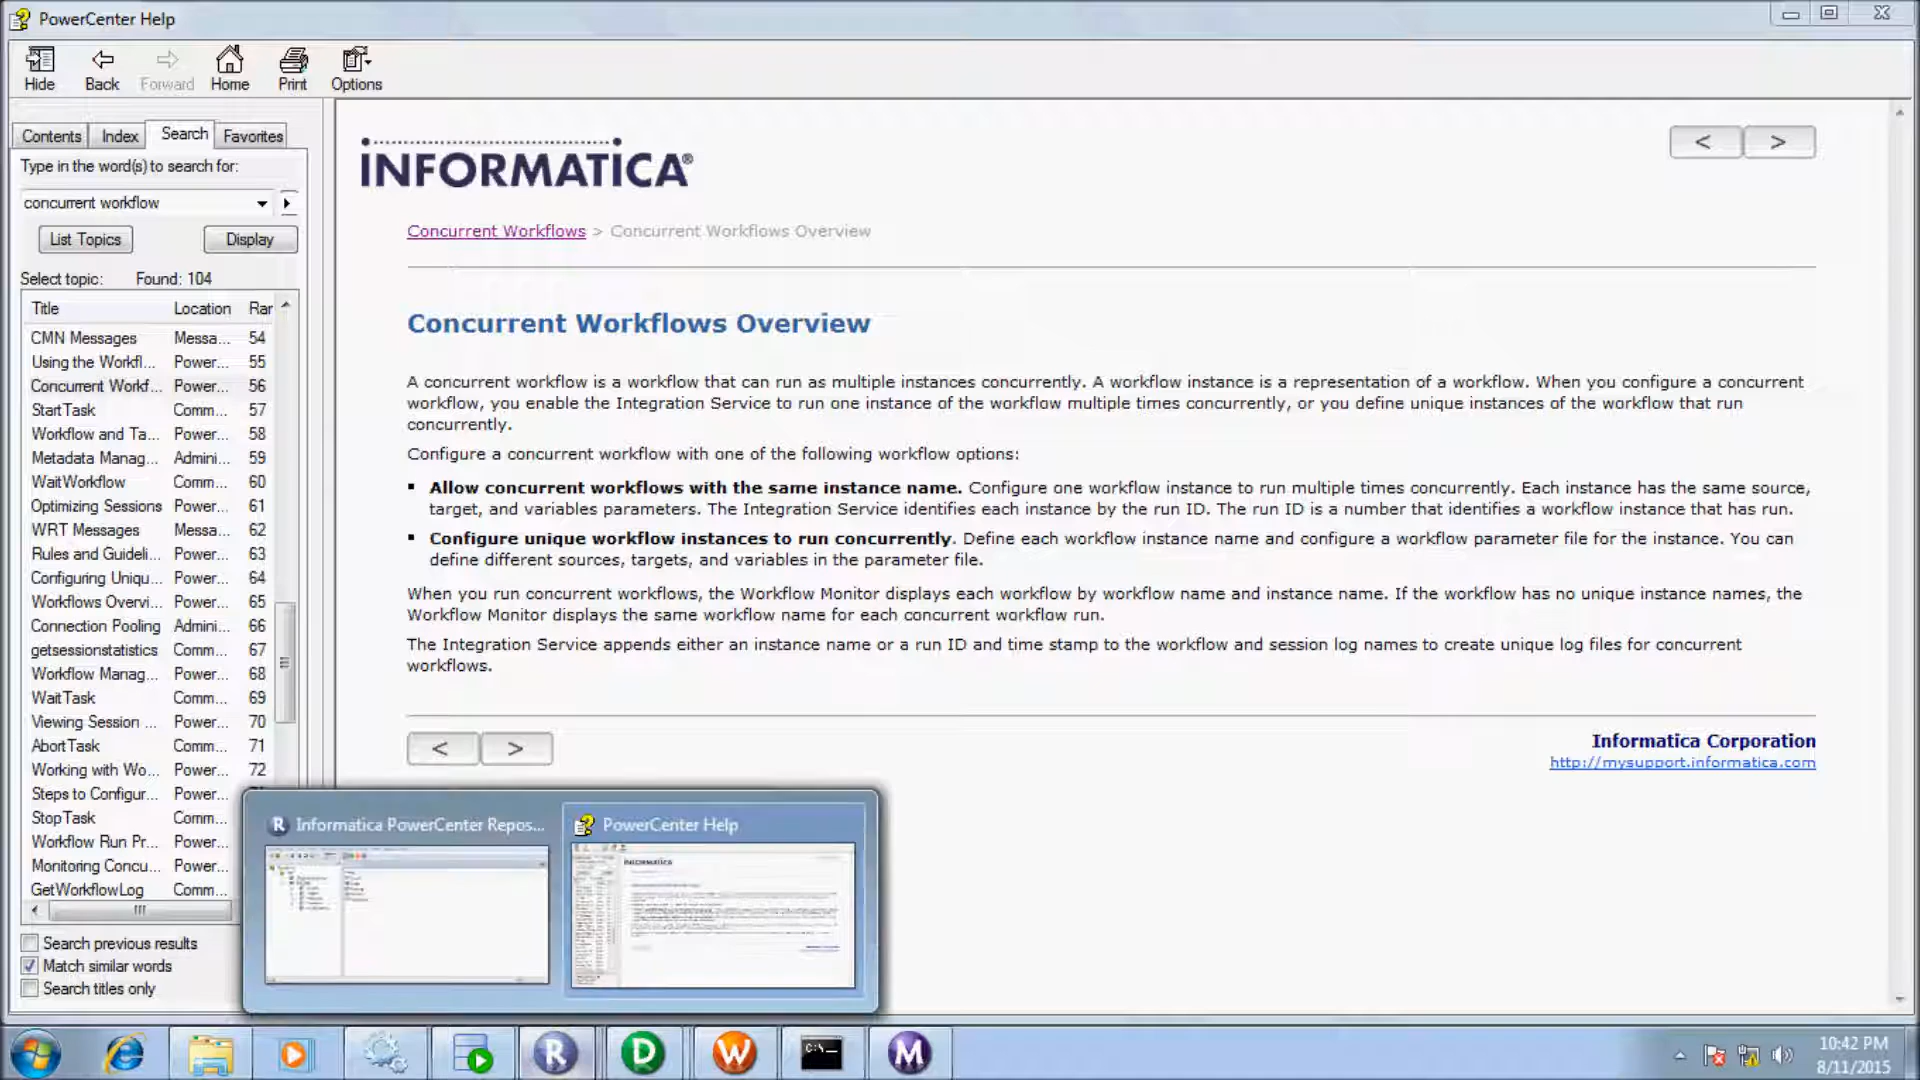 PowerCenter Help
Hide
Back
Forward
Home
Print
Options
Contents
Index
Search
Favorites
Type in the word(s) to search for:
concurrent workflow
List Topics
Display
Select topic: Found: 104
Title Location Ran
CMN Messages Messa... 54
Using the Workfl... Power... 55
Concurrent Workf... Power... 56
StartTask Comm... 57
Workflow and Ta... Power... 58
Metadata Manag... Admini... 59
WaitWorkflow Comm... 60
Optimizing Sessions Power... 61
WRT Messages Messa... 62
Rules and Guideli... Power... 63
Configuring Uniqu... Power... 64
Workflows Overvi... Power... 65
Connection Pooling Admini... 66
getsessionstatistics Comm... 67
Workflow Manag... Power... 68
WaitTask Comm... 69
Viewing Session ... Power... 70
AbortTask Comm... 71
Working with Wo... Power... 72
Steps to Configur... Power...
StopTask Comm...
Workflow Run Pr... Power...
Monitoring Concu... Power...
GetWorkflowLog Comm...
Search previous results
Match similar words
Search titles only
INFORMATICA®
< >
Concurrent Workflows > Concurrent Workflows Overview
Concurrent Workflows Overview
A concurrent workflow is a workflow that can run as multiple instances concurrently. A workflow instance is a representation of a workflow. When you configure a concurrent
workflow, you enable the Integration Service to run one instance of the workflow multiple times concurrently, or you define unique instances of the workflow that run
concurrently.
Configure a concurrent workflow with one of the following workflow options:
▪ Allow concurrent workflows with the same instance name. Configure one workflow instance to run multiple times concurrently. Each instance has the same source,
target, and variables parameters. The Integration Service identifies each instance by the run ID. The run ID is a number that identifies a workflow instance that has run.
▪ Configure unique workflow instances to run concurrently. Define each workflow instance name and configure a workflow parameter file for the instance. You can
define different sources, targets, and variables in the parameter file.
When you run concurrent workflows, the Workflow Monitor displays each workflow by workflow name and instance name. If the workflow has no unique instance names, the
Workflow Monitor displays the same workflow name for each concurrent workflow run.
The Integration Service appends either an instance name or a run ID and time stamp to the workflow and session log names to create unique log files for concurrent
workflows.
< >
Informatica Corporation
http://mysupport.informatica.com
R Informatica PowerCenter Repos...
PowerCenter Help
INFORMATICA
R
D
W
C:\_
M
10:42 PM
8/11/2015